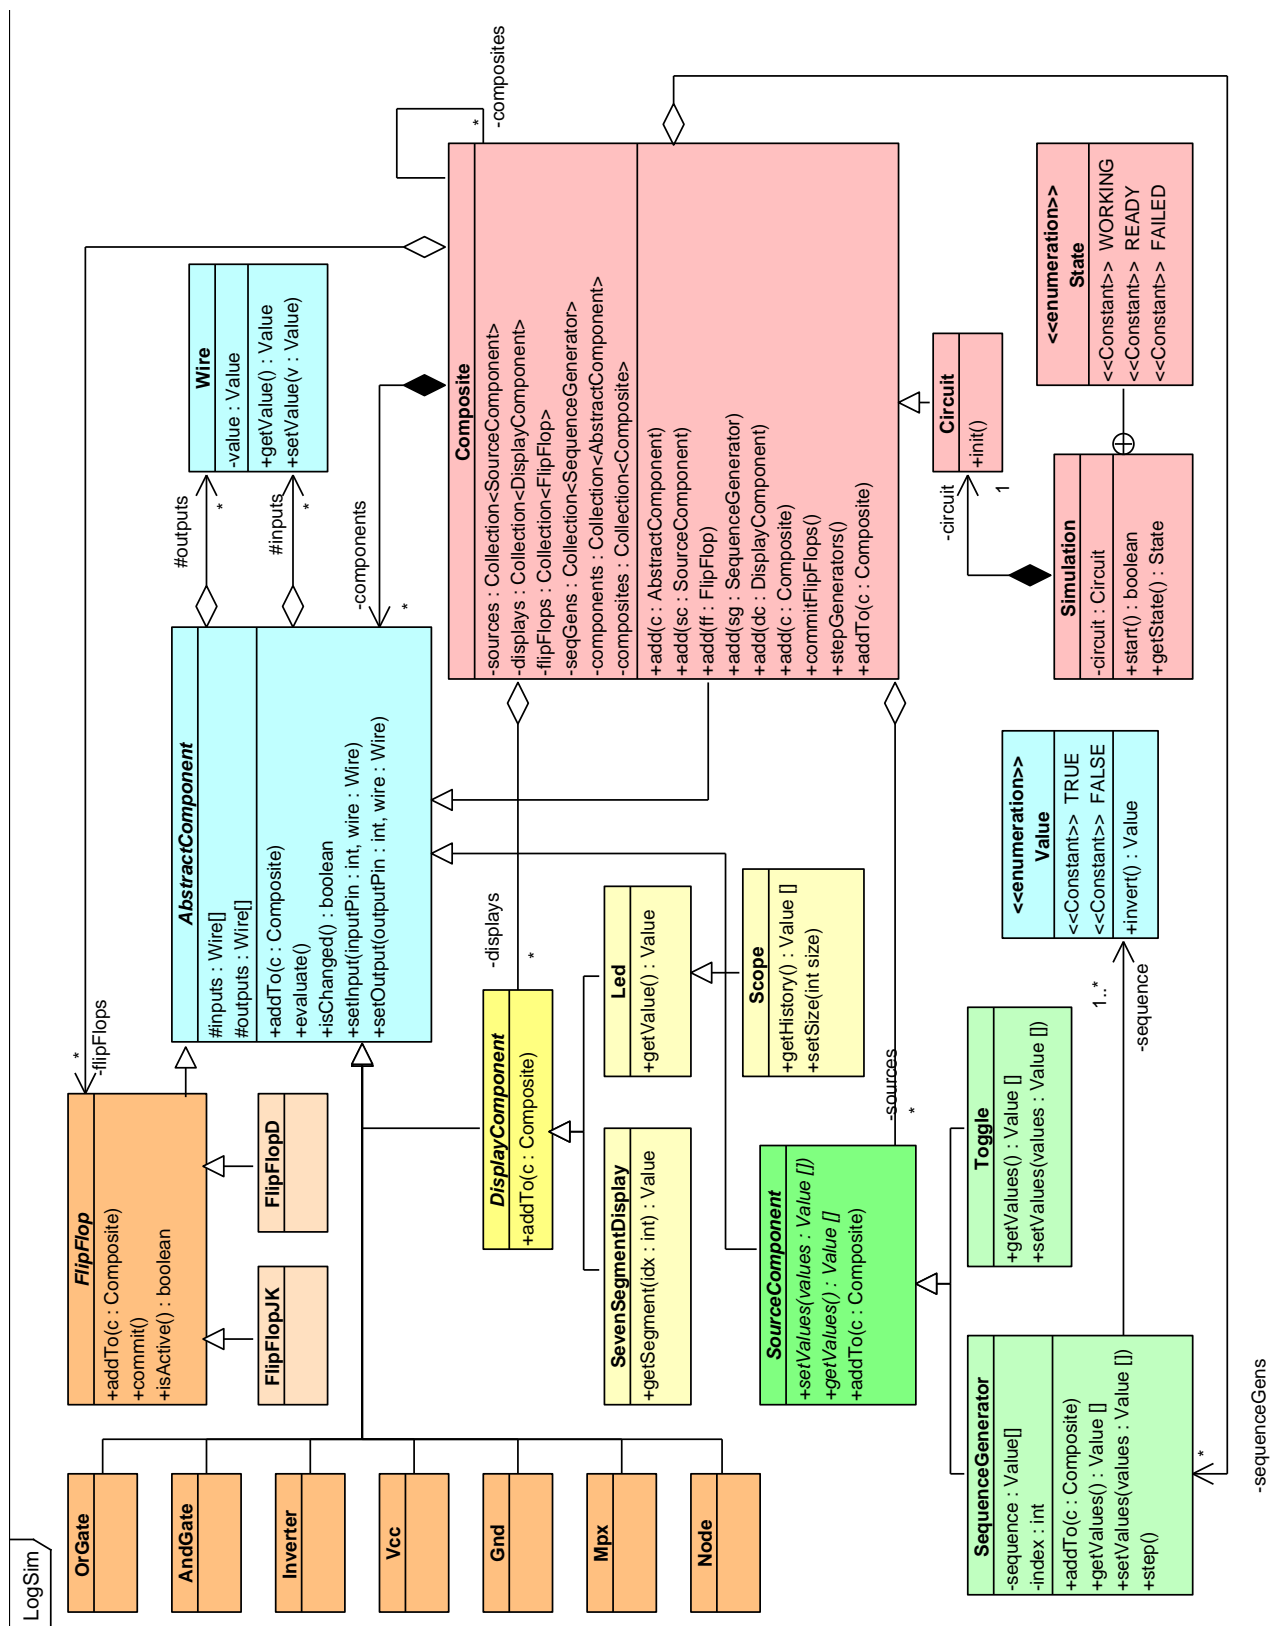 LogSim
OrGate
AndGate
Inverter
Vcc
Gnd
Mpx
Node
FlipFlop
+addTo(c : Composite)
+commit()
+isActive() : boolean
FlipFlopJK
FlipFlopD
*
-flipFlops
AbstractComponent
#inputs : Wire[]
#outputs : Wire[]
+addTo(c : Composite)
+evaluate()
+isChanged() : boolean
+setInput(inputPin : int, wire : Wire)
+setOutput(outputPin : int, wire : Wire)
#outputs
*
#inputs
*
-components
*
Wire
-value : Value
+getValue() : Value
+setValue(v : Value)
DisplayComponent
+addTo(c : Composite)
-displays
*
SevenSegmentDisplay
+getSegment(idx : int) : Value
Led
+getValue() : Value
Scope
+getHistory() : Value []
+setSize(int size)
Composite
-sources : Collection<SourceComponent>
-displays : Collection<DisplayComponent>
-flipFlops : Collection<FlipFlop>
-seqGens : Collection<SequenceGenerator>
-components : Collection<AbstractComponent>
-composites : Collection<Composite>
+add(c : AbstractComponent)
+add(sc : SourceComponent)
+add(ff : FlipFlop)
+add(sg : SequenceGenerator)
+add(dc : DisplayComponent)
+add(c : Composite)
+commitFlipFlops()
+stepGenerators()
+addTo(c : Composite)
*
-composites
SourceComponent
+setValues(values : Value [])
+getValues() : Value []
+addTo(c : Composite)
-sources
*
SequenceGenerator
-sequence : Value[]
-index : int
+addTo(c : Composite)
+getValues() : Value []
+setValues(values : Value [])
+step()
*
-sequenceGens
Toggle
+getValues() : Value []
+setValues(values : Value [])
1..*
-sequence
<<enumeration>>
Value
<<Constant>> TRUE
<<Constant>> FALSE
+invert() : Value
Circuit
+init()
-circuit
1
Simulation
-circuit : Circuit
+start() : boolean
+getState() : State
<<enumeration>>
State
<<Constant>> WORKING
<<Constant>> READY
<<Constant>> FAILED